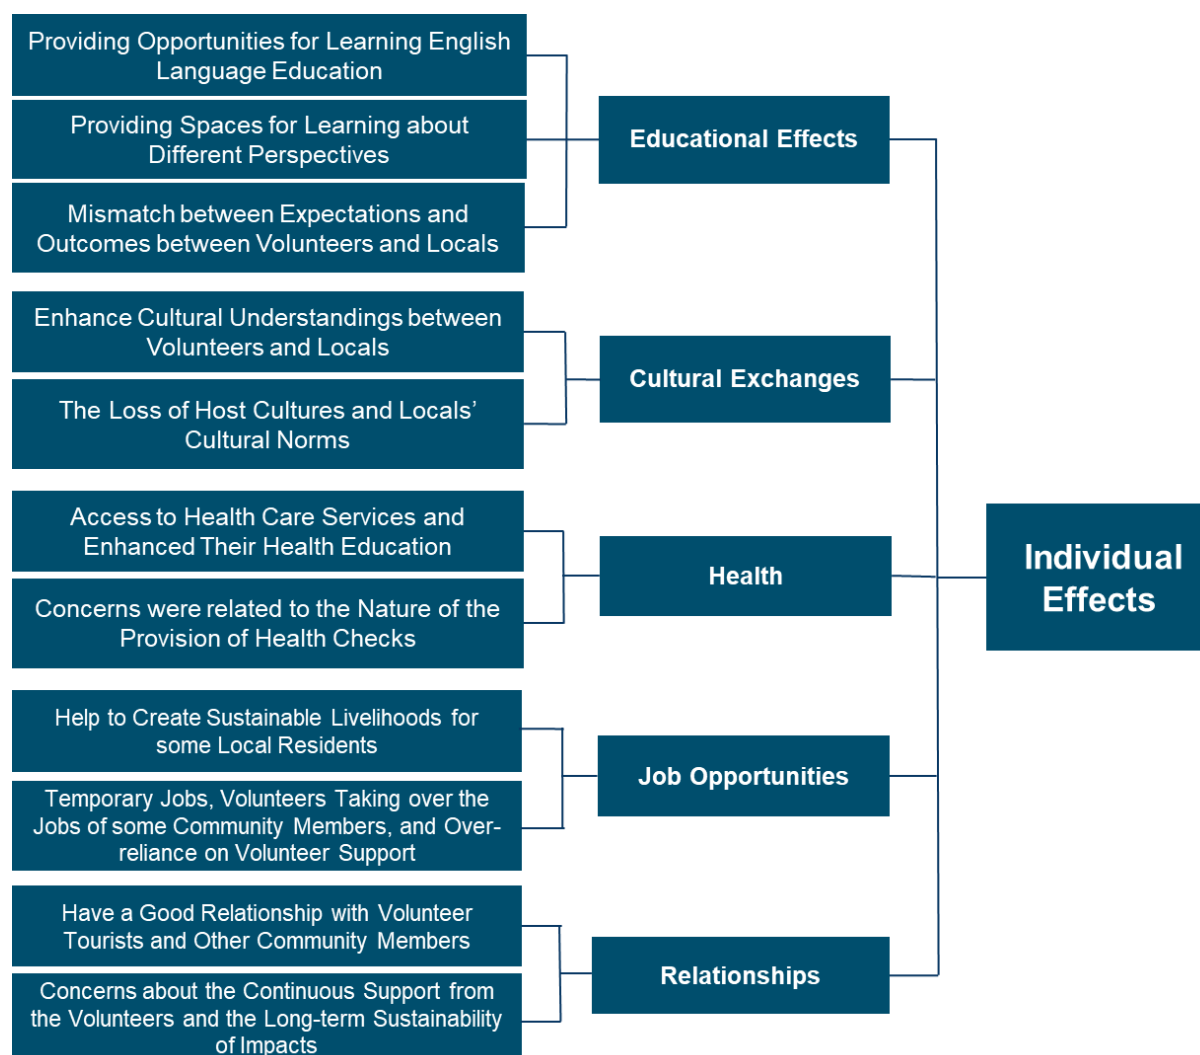 Providing Opportunities for Learning English
Language Education
Providing Spaces for Learning about
Different Perspectives
Mismatch between Expectations and
Outcomes between Volunteers and Locals
Educational Effects
Enhance Cultural Understandings between
Volunteers and Locals
The Loss of Host Cultures and Locals’
Cultural Norms
Cultural Exchanges
Access to Health Care Services and
Enhanced Their Health Education
Concerns were related to the Nature of the
Provision of Health Checks
Health
Help to Create Sustainable Livelihoods for
some Local Residents
Temporary Jobs, Volunteers Taking over the
Jobs of some Community Members, and Over-
reliance on Volunteer Support
Job Opportunities
Have a Good Relationship with Volunteer
Tourists and Other Community Members
Concerns about the Continuous Support from
the Volunteers and the Long-term Sustainability
of Impacts
Relationships
Individual
Effects